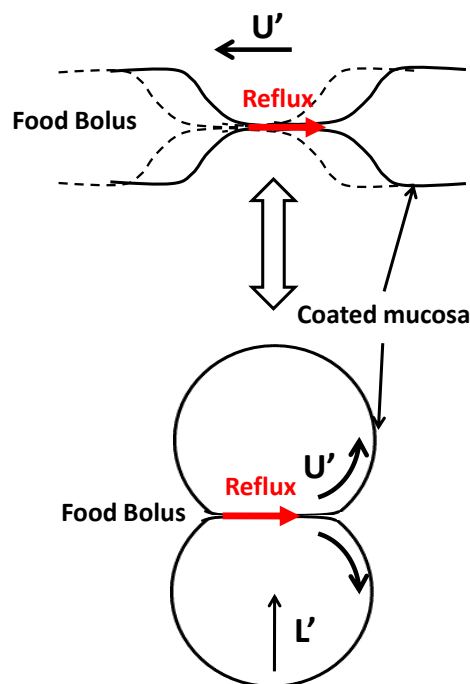 U'
Reflux
Food Bolus
Coated mucosa
U'
Reflux
Food Bolus
L'